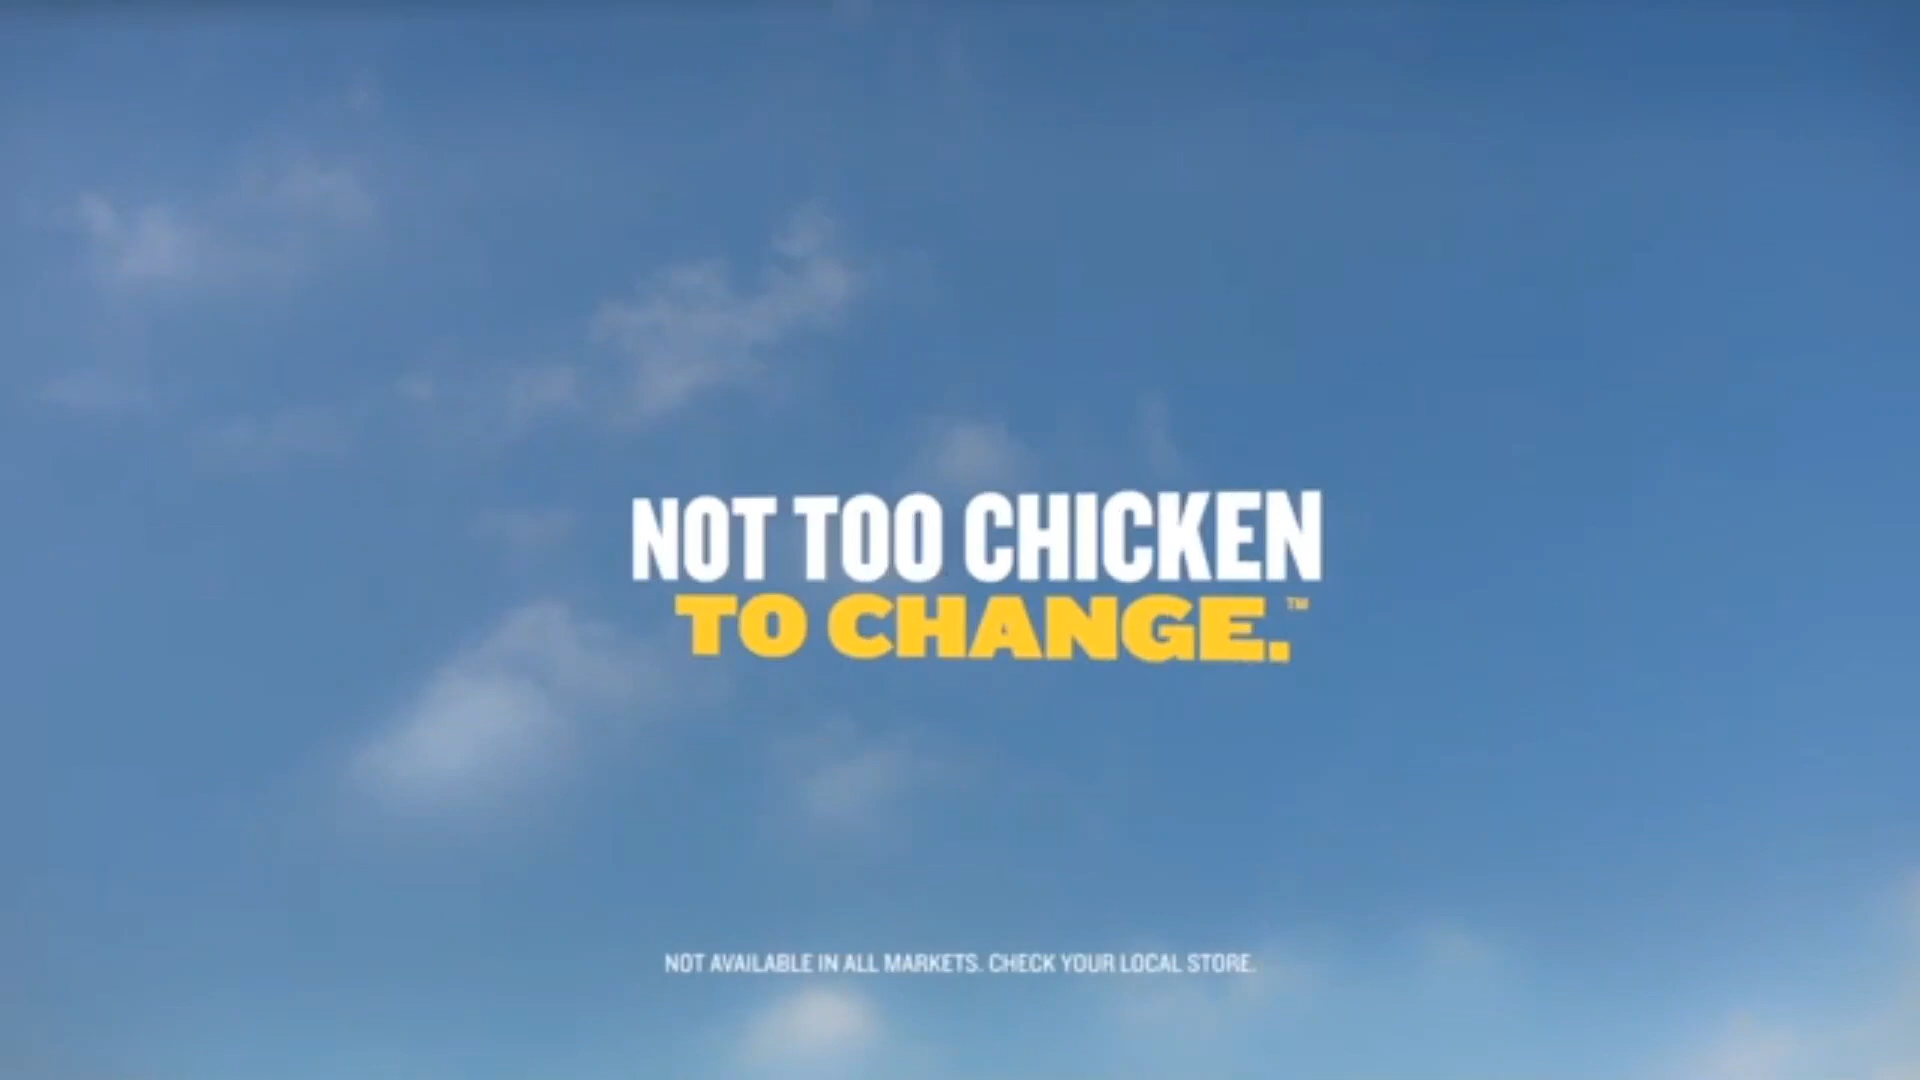 NOT TOO CHICKEN
TO CHANGE.™
NOT AVAILABLE IN ALL MARKETS. CHECK YOUR LOCAL STORE.